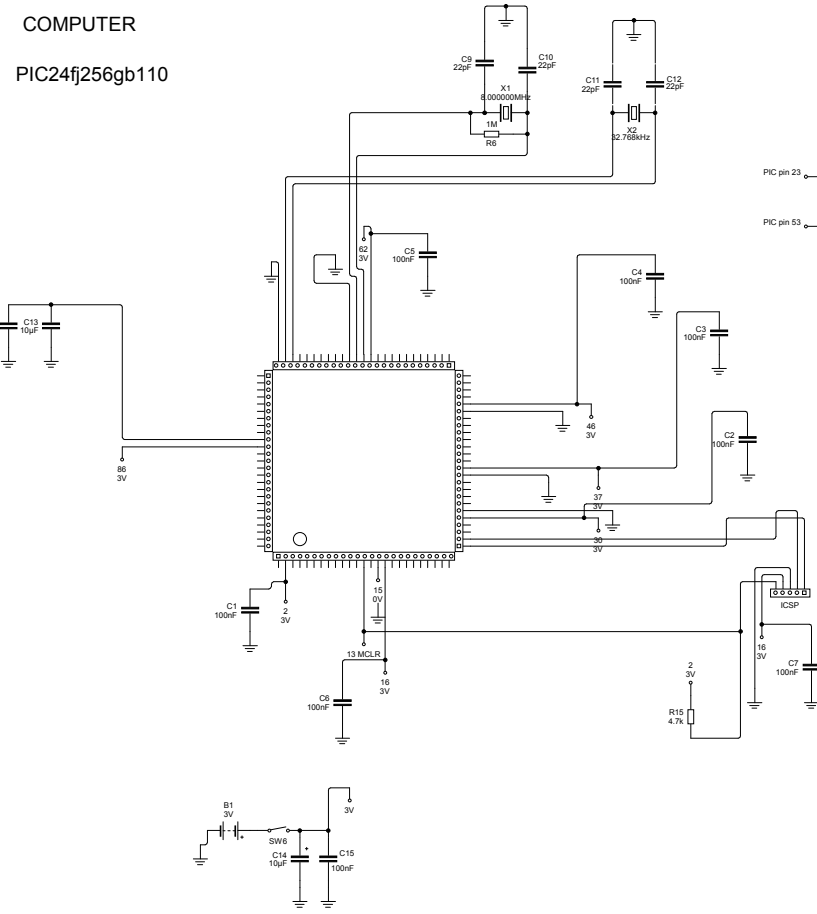 COMPUTER
PIC24fj256gb110
C9
22pF
C10
22pF
X1
8.000000MHz
1M
R6
C11
22pF
C12
22pF
X2
32.768kHz
PIC pin 23
PIC pin 53
62
3V
C5
100nF
C4
100nF
C3
100nF
C13
10µF
46
3V
C2
100nF
86
3V
37
3V
30
3V
C1
100nF
2
3V
15
0V
ICSP
13 MCLR
16
3V
C6
100nF
16
3V
C7
100nF
2
3V
R15
4.7k
B1
3V
SW6
3V
+
+
C14
10µF
C15
100nF